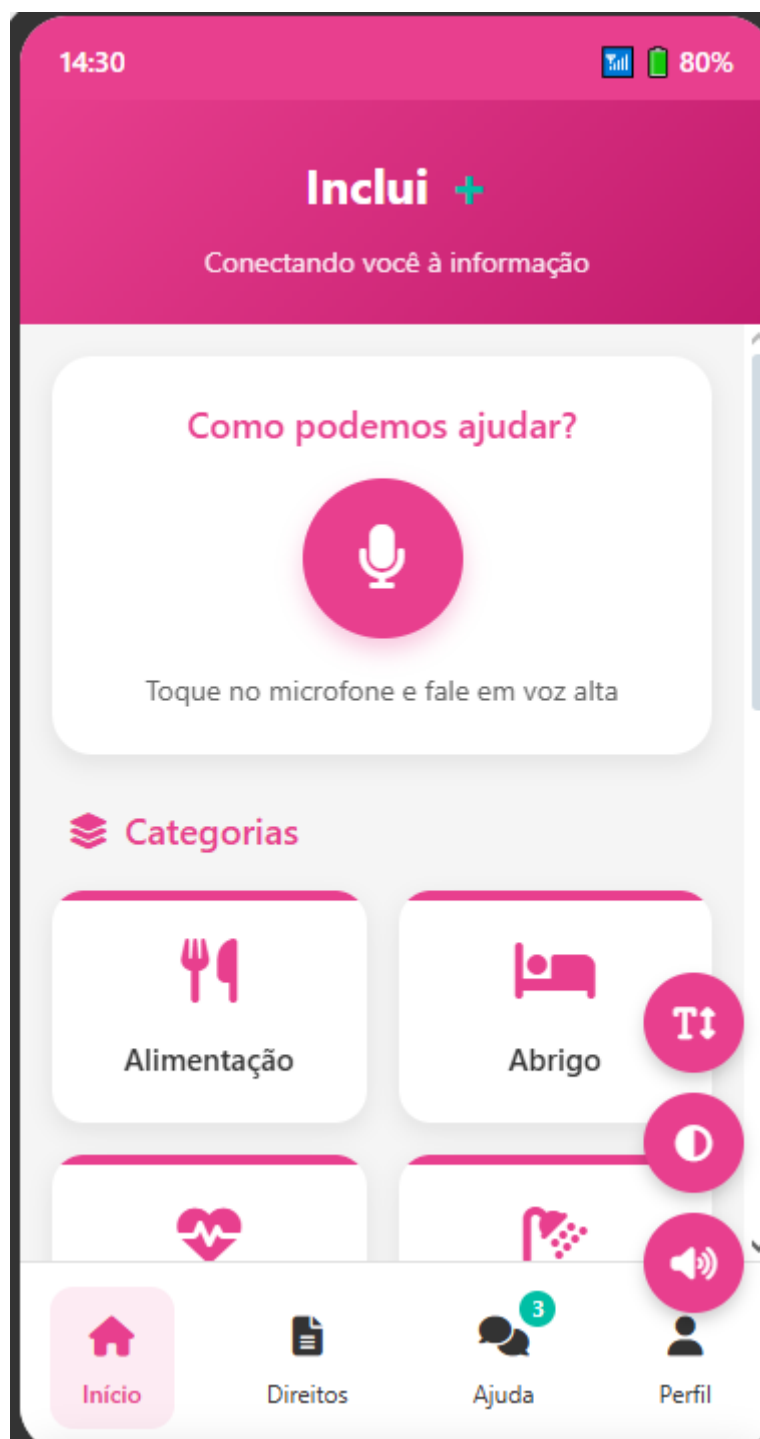 14:30 80%
Inclui +
Conectando você à informação
Como podemos ajudar?
Toque no microfone e fale em voz alta
Categorias
Alimentação
Abrigo
T
3
Início
Direitos
Ajuda
Perfil